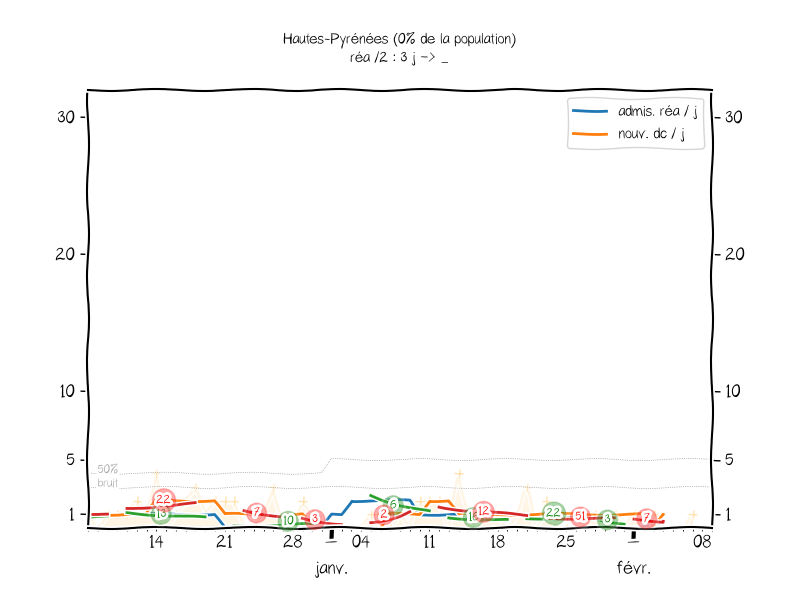 Hautes-Pyrénées (0% de la population)
réa /2 : 3 j -> _
admis. réa / j
nouv. dc / j
30 30
20 20
10 10
5 5
50%
bruit
1 1
22 13 7 10 3 2 6 12 22 51 3 7
14 21 28 04 11 18 25 08
janv. févr.